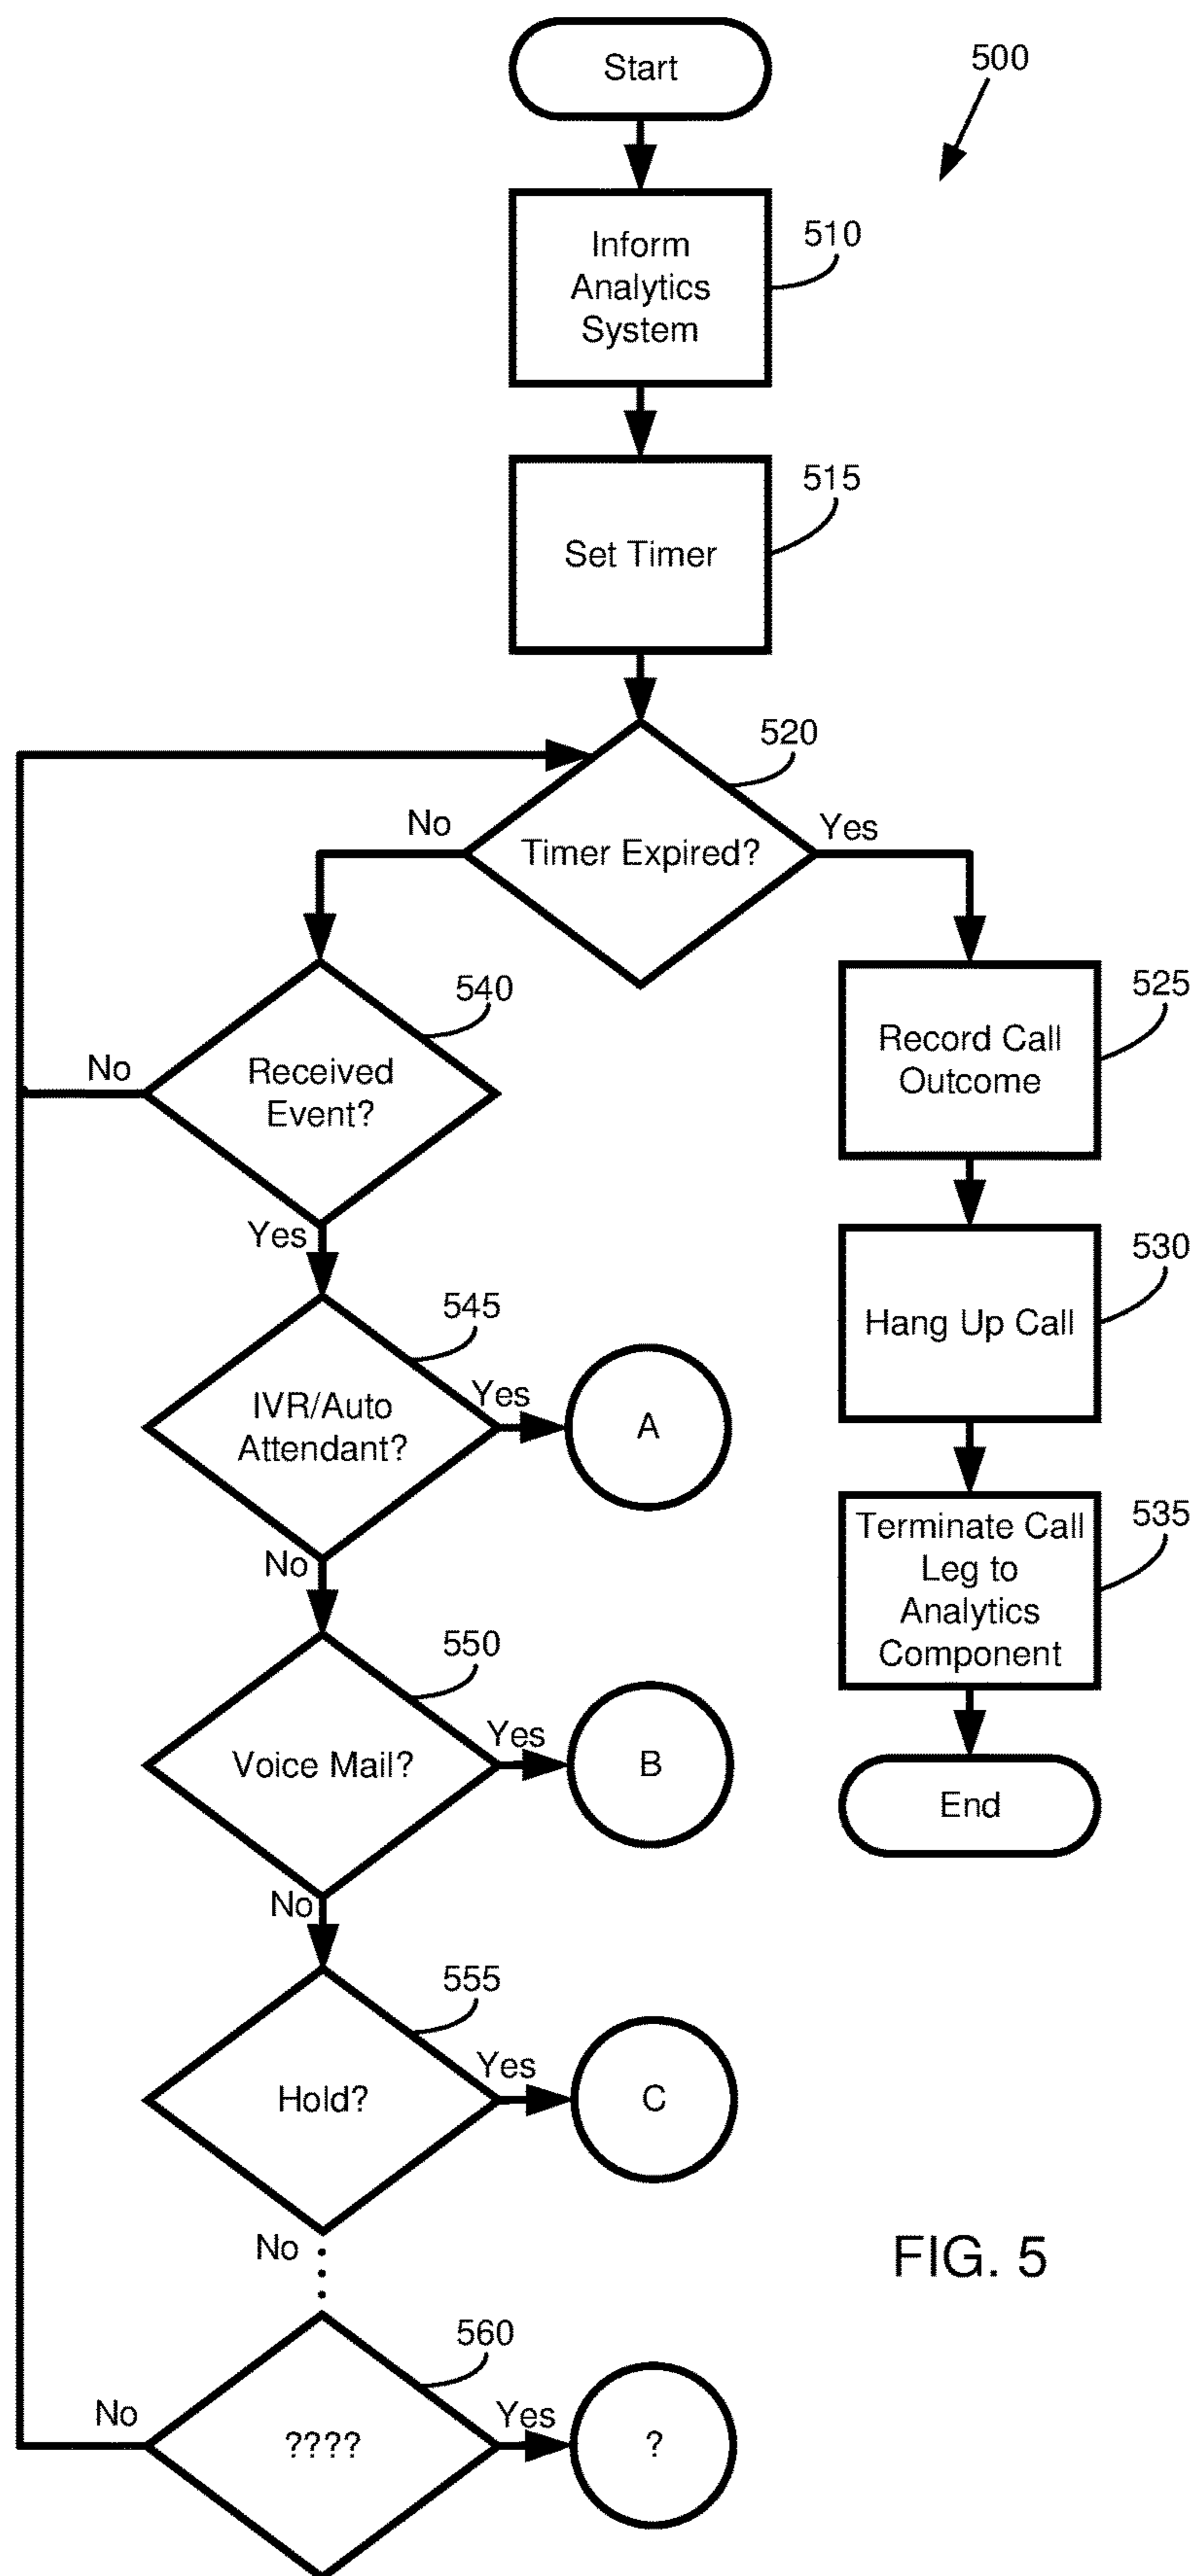 Start
500
Inform
Analytics
System
510
Set Timer
515
Timer Expired?
520
No
Yes
Received
Event?
540
No
Yes
Record Call
Outcome
525
Hang Up Call
530
Terminate Call
Leg to
Analytics
Component
535
End
IVR/Auto
Attendant?
545
Yes
A
No
Voice Mail?
550
Yes
B
No
Hold?
555
Yes
C
No
????
560
No
Yes
?
FIG. 5